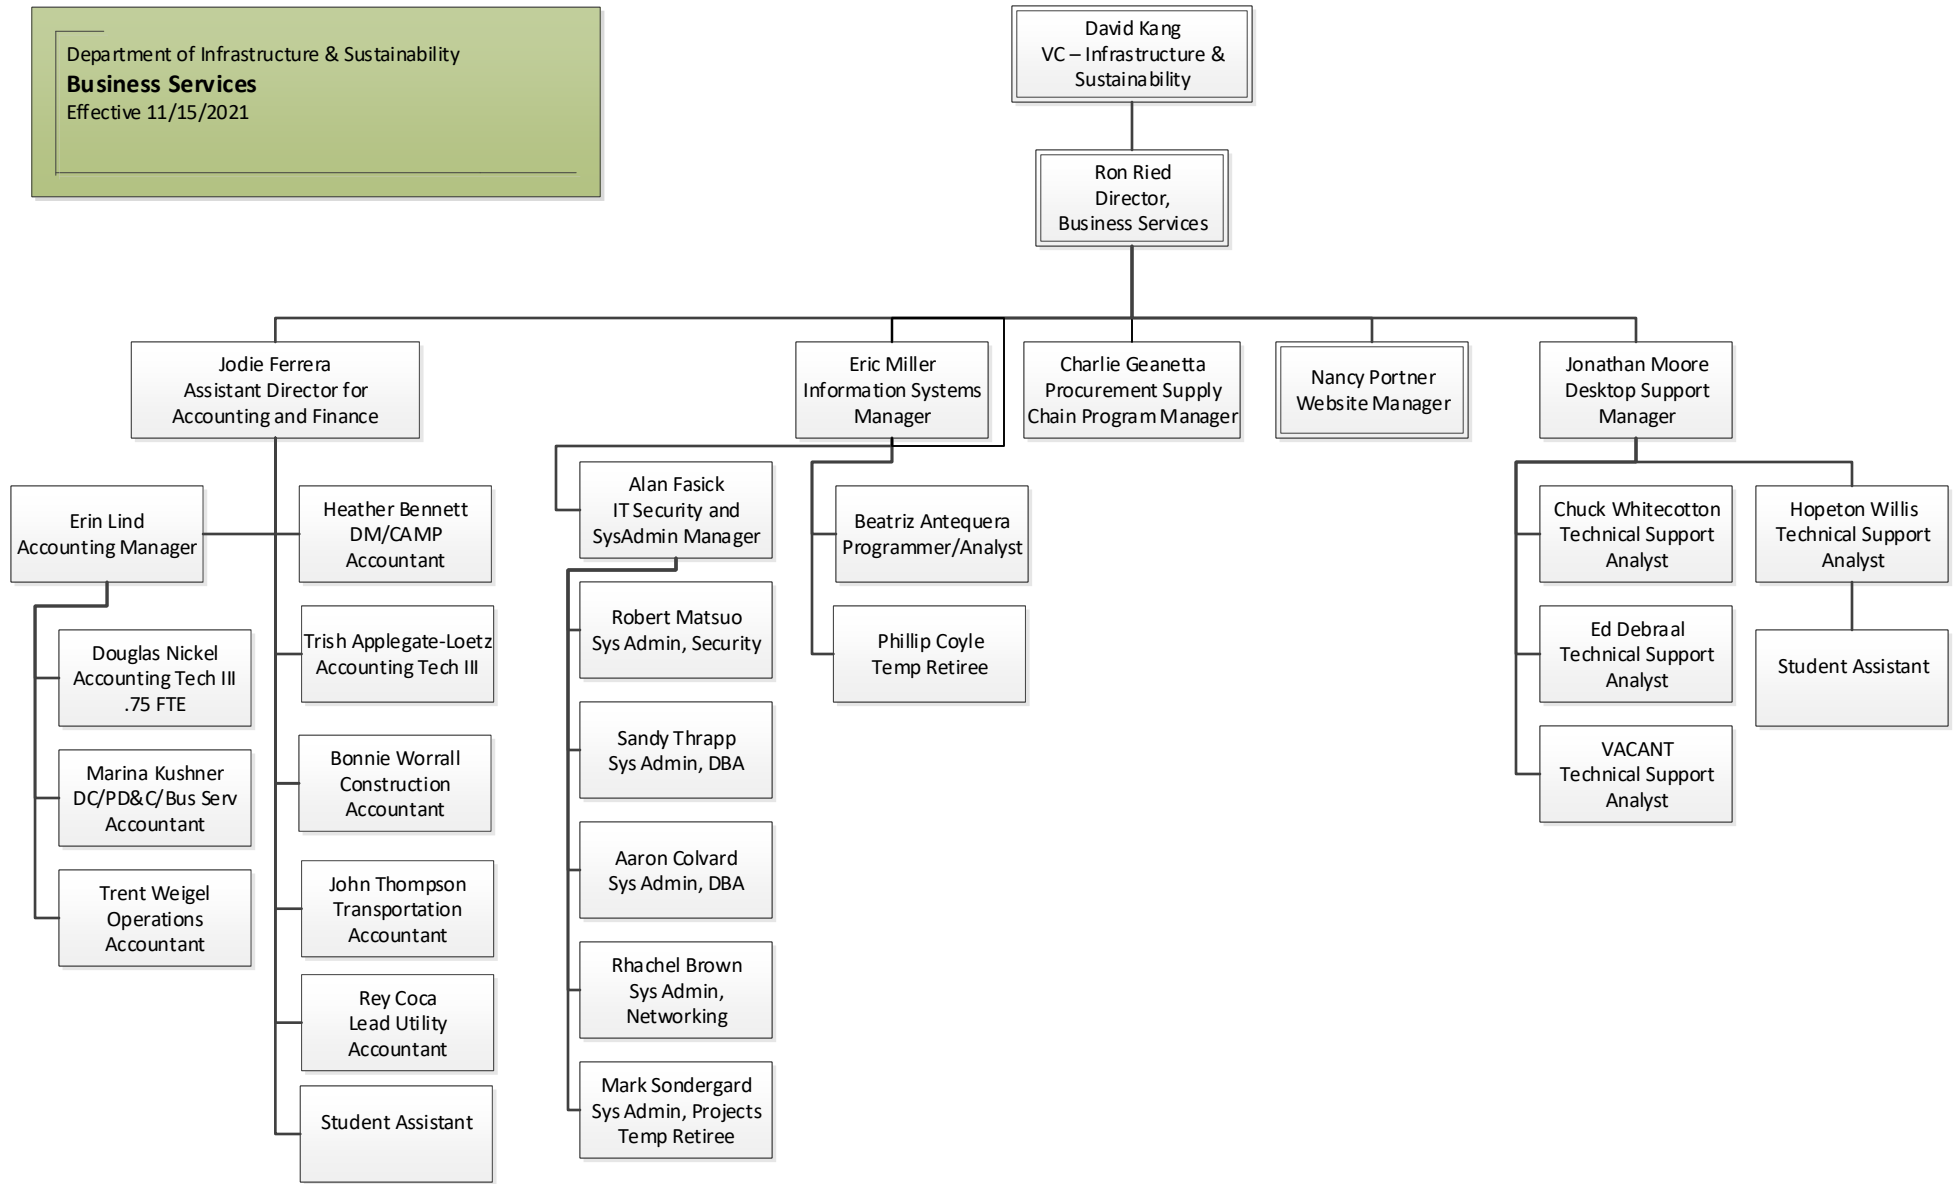 Department of Infrastructure & Sustainability
Business Services
Effective 11/15/2021
David Kang
VC – Infrastructure &
Sustainability
Ron Ried
Director,
Business Services
Jodie Ferrera
Assistant Director for
Accounting and Finance
Eric Miller
Information Systems
Manager
Charlie Geanetta
Procurement Supply
Chain Program Manager
Nancy Portner
Website Manager
Jonathan Moore
Desktop Support
Manager
Erin Lind
Accounting Manager
Douglas Nickel
Accounting Tech III
.75 FTE
Marina Kushner
DC/PD&C/Bus Serv
Accountant
Trent Weigel
Operations
Accountant
Heather Bennett
DM/CAMP
Accountant
Trish Applegate-Loetz
Accounting Tech III
Bonnie Worrall
Construction
Accountant
John Thompson
Transportation
Accountant
Rey Coca
Lead Utility
Accountant
Student Assistant
Alan Fasick
IT Security and
SysAdmin Manager
Robert Matsuo
Sys Admin, Security
Sandy Thrapp
Sys Admin, DBA
Aaron Colvard
Sys Admin, DBA
Rhachel Brown
Sys Admin,
Networking
Mark Sondergard
Sys Admin, Projects
Temp Retiree
Beatriz Antequera
Programmer/Analyst
Phillip Coyle
Temp Retiree
Chuck Whitecotton
Technical Support
Analyst
Ed Debraal
Technical Support
Analyst
VACANT
Technical Support
Analyst
Hopeton Willis
Technical Support
Analyst
Student Assistant